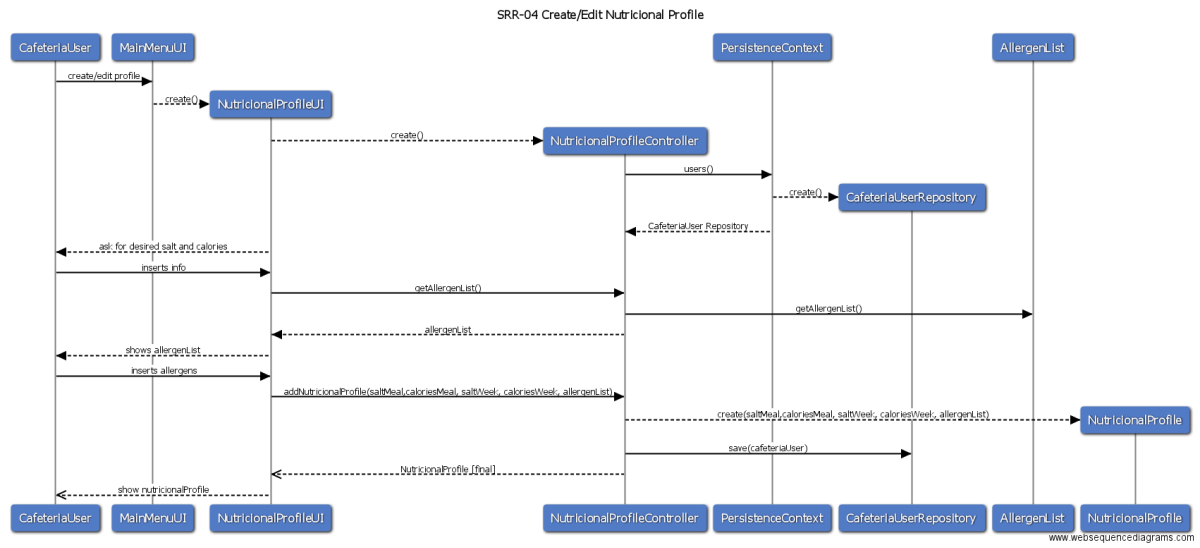 SRR-04 Create/Edit Nutricional Profile
CafeteriaUser
MainMenuUI
PersistenceContext
AllergenList
create/edit profile
create()
NutricionalProfileUI
create()
NutricionalProfileController
users()
create()
CafeteriaUserRepository
CafeteriaUser Repository
ask for desired salt and calories
inserts info
getAllergenList()
getAllergenList()
allergenList
shows allergenList
inserts allergens
addNutricionalProfile(saltMeal,caloriesMeal, saltWeek, caloriesWeek, allergenList)
create(saltMeal,caloriesMeal, saltWeek, caloriesWeek, allergenList)
NutricionalProfile
save(cafeteriaUser)
NutricionalProfile [final]
show nutricionalProfile
CafeteriaUser
MainMenuUI
NutricionalProfileUI
NutricionalProfileController
PersistenceContext
CafeteriaUserRepository
AllergenList
NutricionalProfile
www.websequencediagrams.com